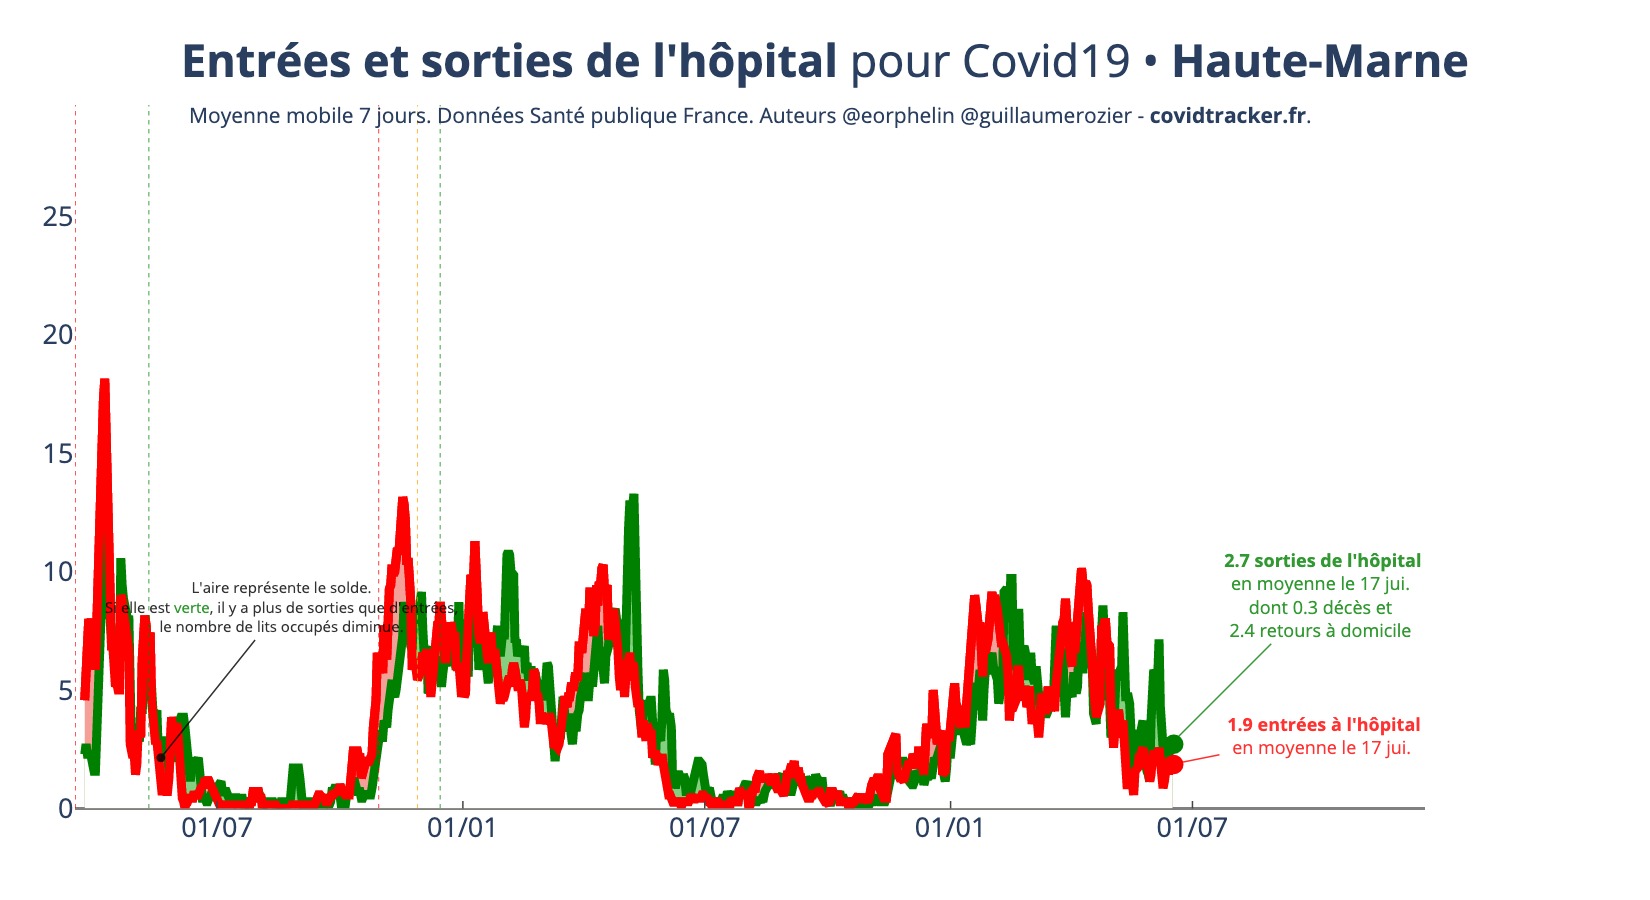 Entrées et sorties de l'hôpital pour Covid19 • Haute-Marne
Moyenne mobile 7 jours. Données Santé publique France. Auteurs @eorphelin @guillaumerozier - covidtracker.fr.
25
20
15
10
5
0
L'aire représente le solde.
Si elle est verte, il y a plus de sorties que d'entrées,
le nombre de lits occupés diminue.
2.7 sorties de l'hôpital
en moyenne le 17 jui.
dont 0.3 décès et
2.4 retours à domicile
1.9 entrées à l'hôpital
en moyenne le 17 jui.
01/07
01/01
01/07
01/01
01/07